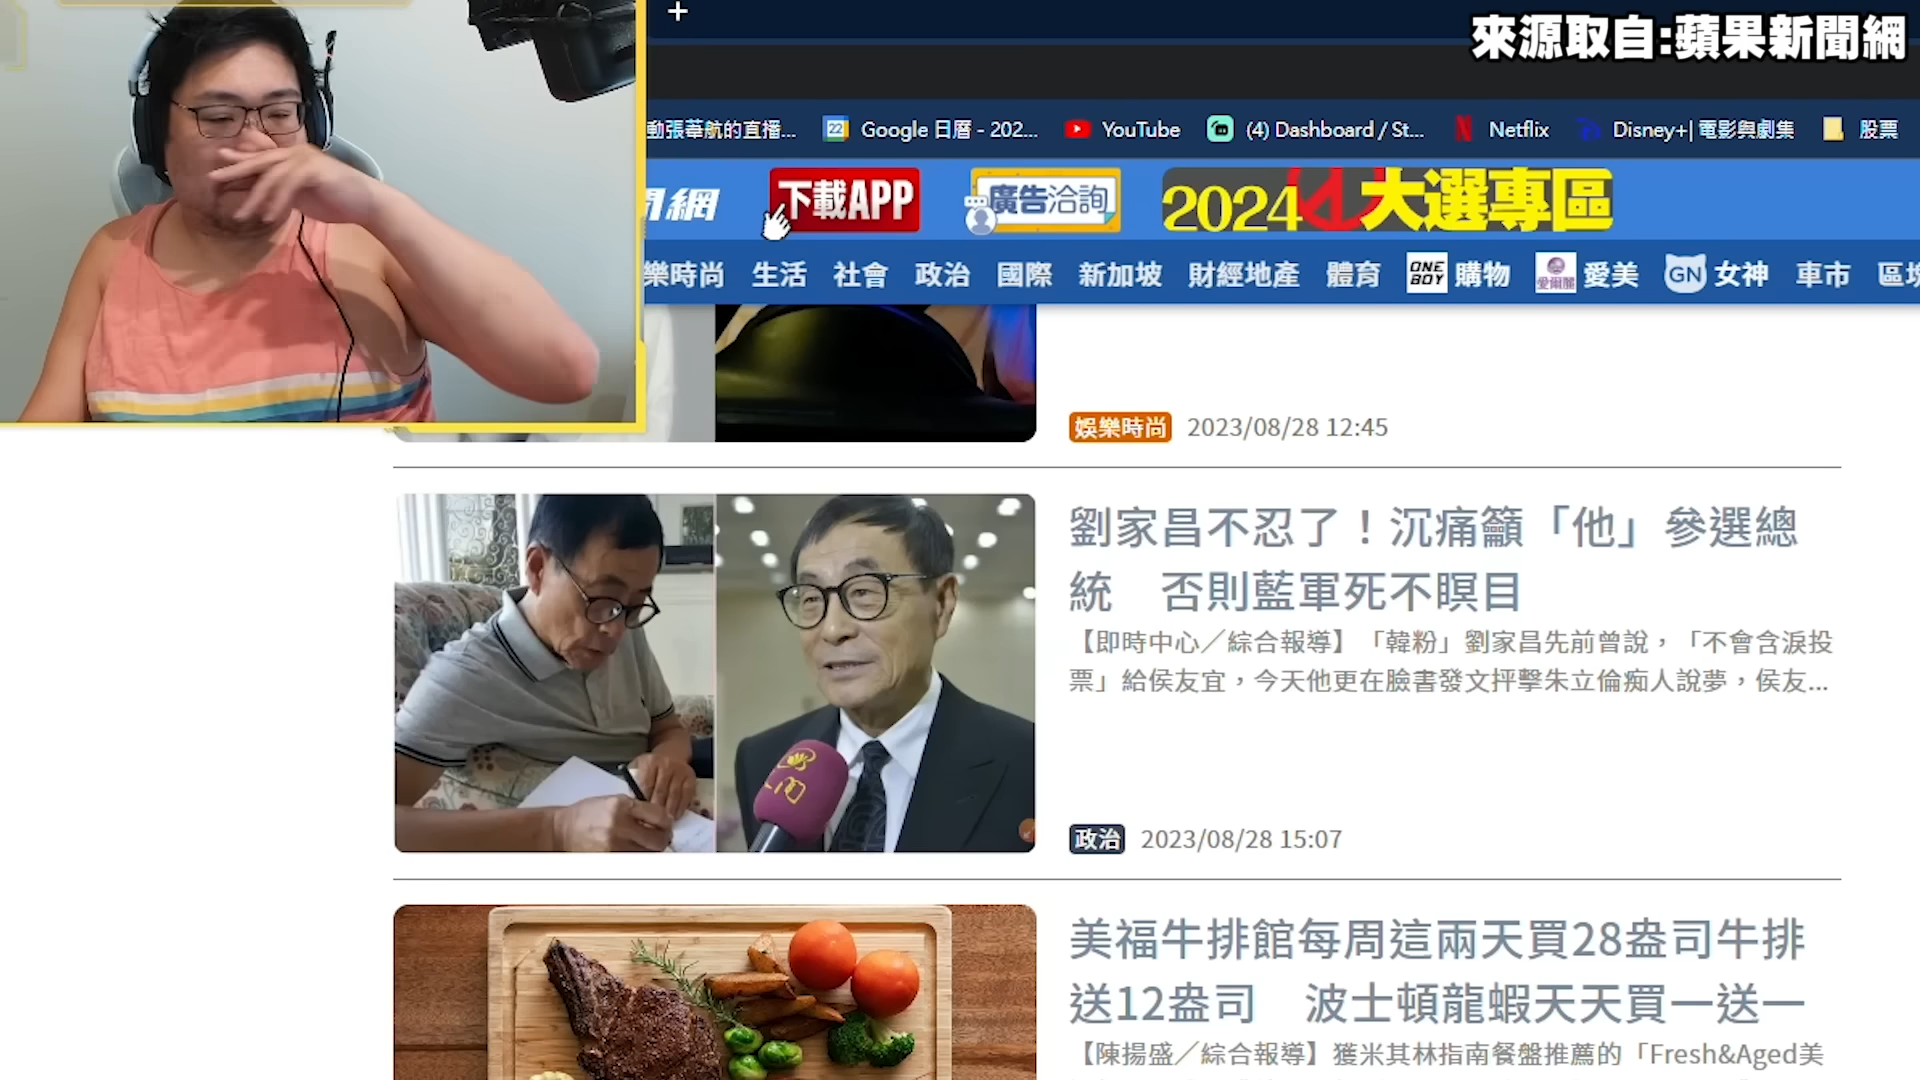 來源取自:蘋果新聞網
動張華航的直播...
Google 日曆 - 202...
YouTube
(4) Dashboard / St...
Netflix
Disney+| 電影與劇集
股票
聞網
下載APP
廣告洽詢
2024大選專區
樂時尚 生活 社會 政治 國際 新加坡 財經地產 體育 ONE BOY 購物 愛爾麗 愛美 GN 女神 車市 區塊
娛樂時尚 2023/08/28 12:45
劉家昌不忍了！沉痛籲「他」參選總
統 否則藍軍死不瞑目
【即時中心／綜合報導】「韓粉」劉家昌先前曾說，「不會含淚投
票」給侯友宜，今天他更在臉書發文抨擊朱立倫痴人說夢，侯友...
政治 2023/08/28 15:07
美福牛排館每周這兩天買28盎司牛排
送12盎司 波士頓龍蝦天天買一送一
【陳揚盛／綜合報導】獲米其林指南餐盤推薦的「Fresh&Aged美